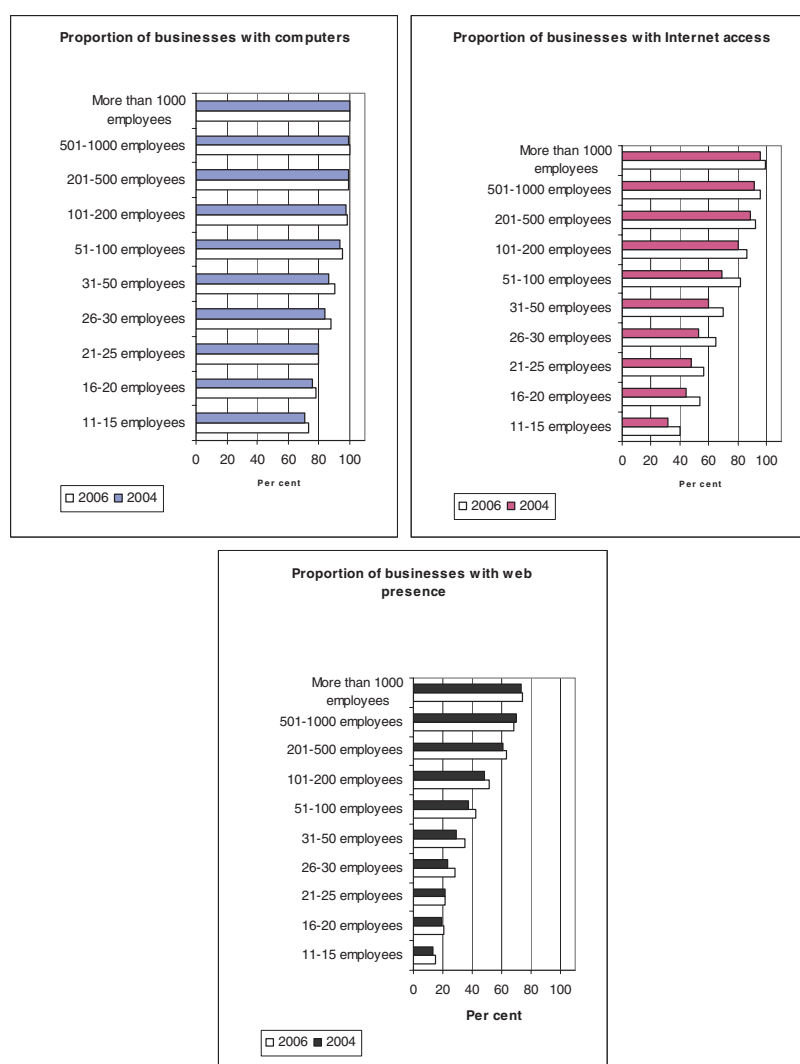 Proportion of businesses with computers
More than 1000
employees
501-1000 employees
201-500 employees
101-200 employees
51-100 employees
31-50 employees
26-30 employees
21-25 employees
16-20 employees
11-15 employees
0 20 40 60 80 100
Per cent
2006 2004
Proportion of businesses with Internet access
More than 1000
employees
501-1000 employees
201-500 employees
101-200 employees
51-100 employees
31-50 employees
26-30 employees
21-25 employees
16-20 employees
11-15 employees
0 20 40 60 80 100
Per cent
2006 2004
Proportion of businesses with web
presence
More than 1000
employees
501-1000 employees
201-500 employees
101-200 employees
51-100 employees
31-50 employees
26-30 employees
21-25 employees
16-20 employees
11-15 employees
0 20 40 60 80 100
Per cent
2006 2004